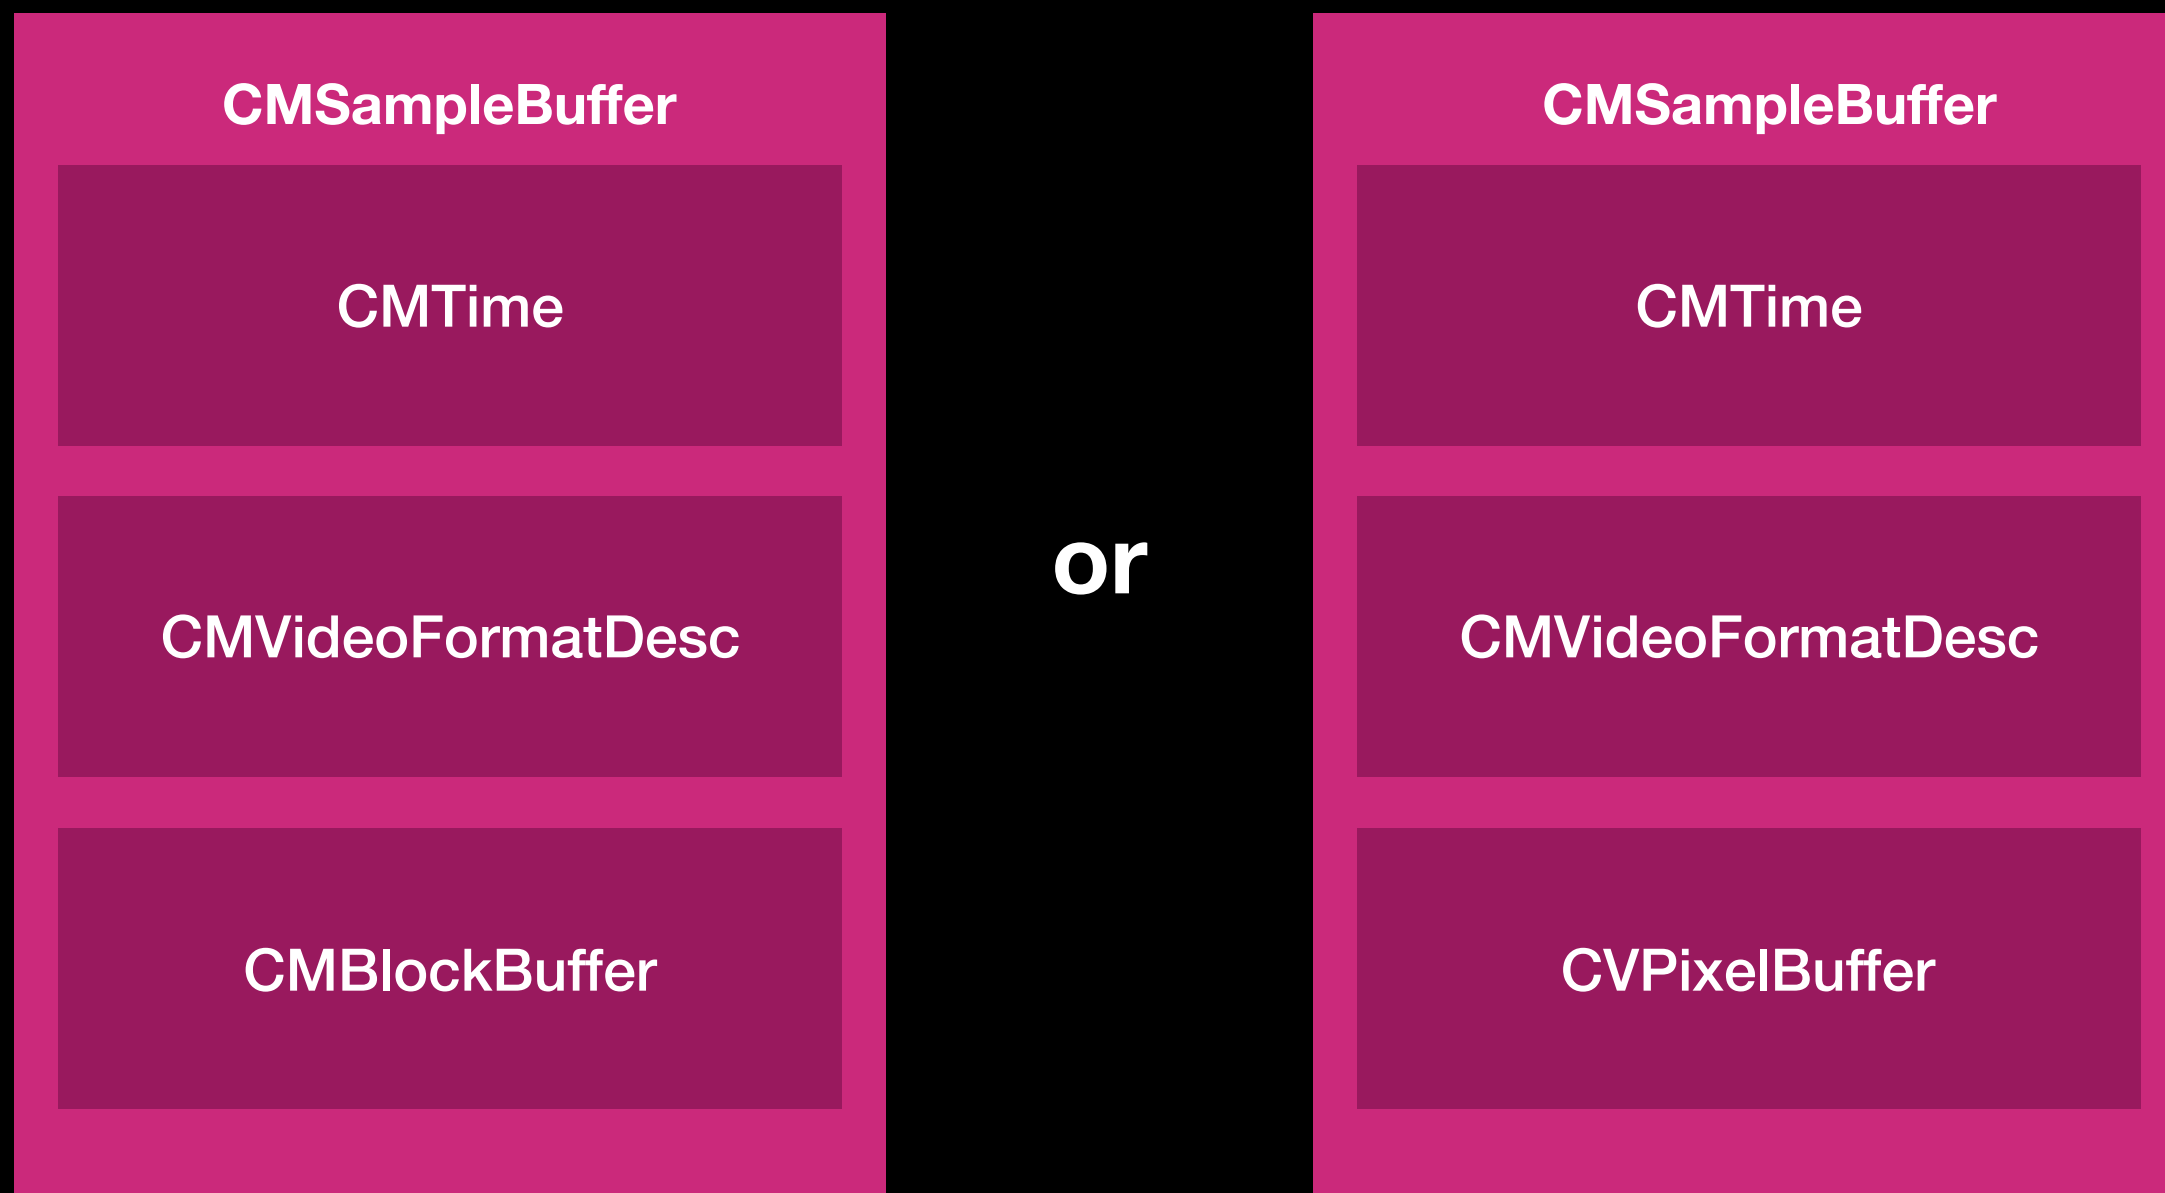 CMSampleBuffer
CMTime
CMVideoFormatDesc
CMBlockBuffer
or
CMSampleBuffer
CMTime
CMVideoFormatDesc
CVPixelBuffer